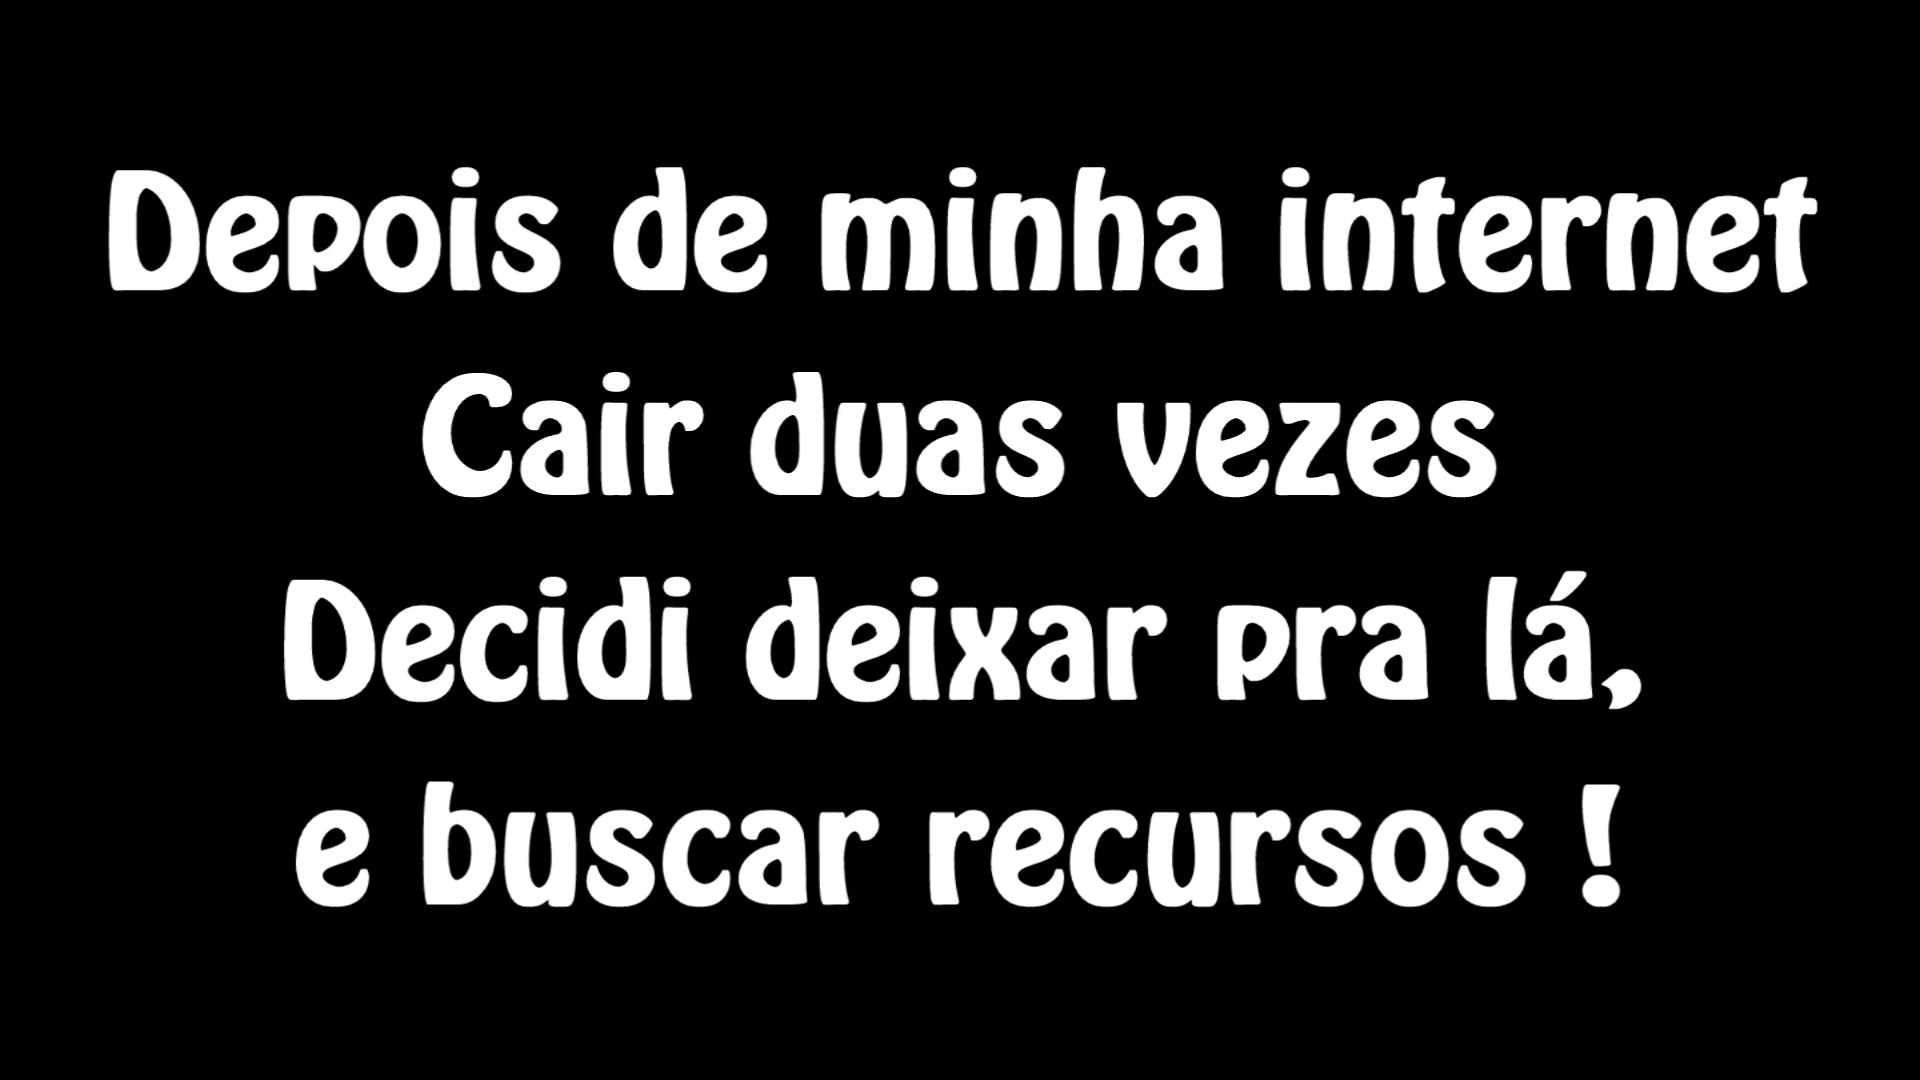 Depois de minha internet
Cair duas vezes
Decidi deixar pra lá,
e buscar recursos !